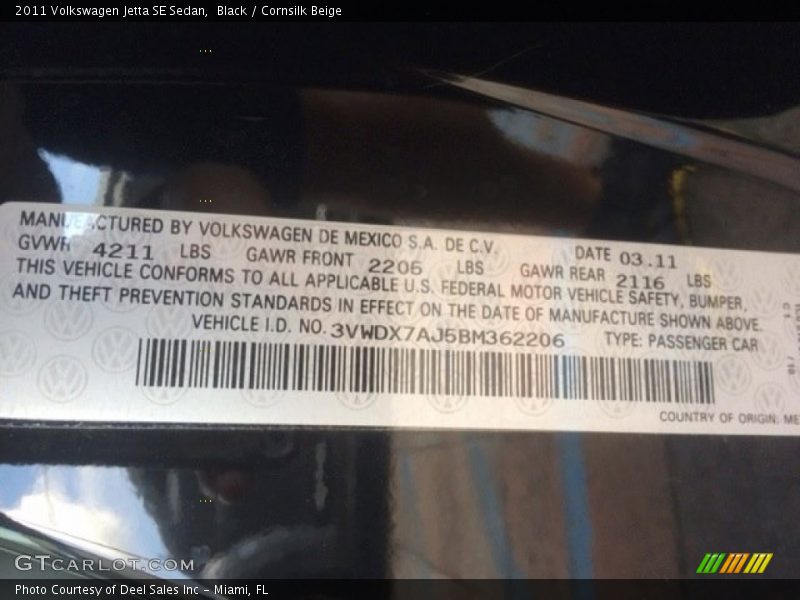 2011 Volkswagen Jetta SE Sedan,  Black / Cornsilk Beige
MANUFACTURED BY VOLKSWAGEN DE MEXICO S.A. DE C.V. DATE 03.11
GVWR 4211 LBS GAWR FRONT 2205 LBS GAWR REAR 2116 LBS
THIS VEHICLE CONFORMS TO ALL APPLICABLE U.S. FEDERAL MOTOR VEHICLE SAFETY, BUMPER,
AND THEFT PREVENTION STANDARDS IN EFFECT ON THE DATE OF MANUFACTURE SHOWN ABOVE.
VEHICLE I.D. NO. 3VWDX7AJ5BM362206 TYPE: PASSENGER CAR
COUNTRY OF ORIGIN: ME
GTCARLOT.COM
Photo Courtesy of Deel Sales Inc - Miami, FL